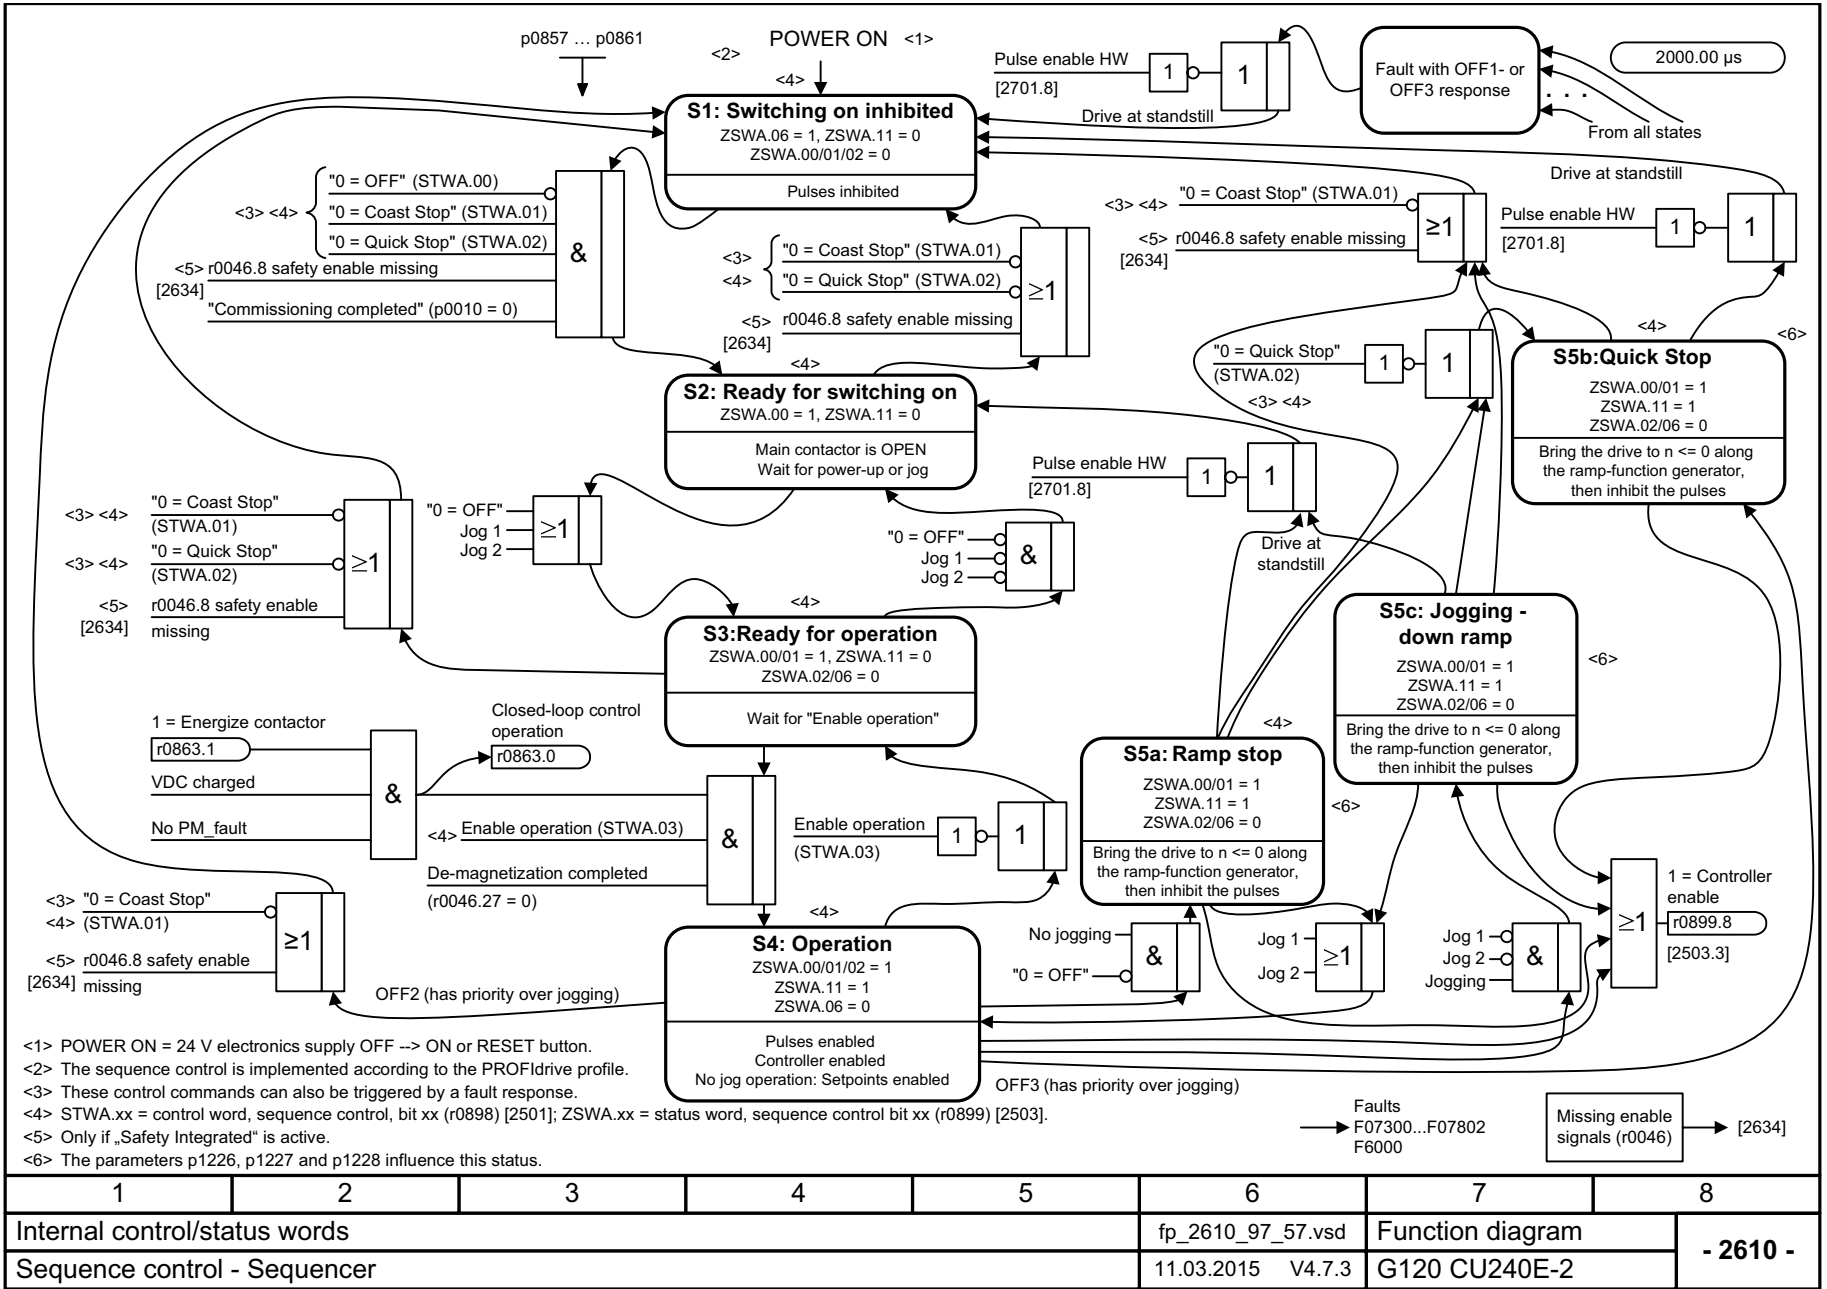 p0857 … p0861
<2>
POWER ON <1>
<4>
S1: Switching on inhibited
ZSWA.06 = 1, ZSWA.11 = 0
ZSWA.00/01/02 = 0
Pulses inhibited
Pulse enable HW
[2701.8]
1
1
Drive at standstill
Fault with OFF1- or
OFF3 response
. . .
From all states
2000.00 µs
<3> <4>
"0 = OFF" (STWA.00)
"0 = Coast Stop" (STWA.01)
"0 = Quick Stop" (STWA.02)
<5> r0046.8 safety enable missing
[2634]
"Commissioning completed" (p0010 = 0)
&
<3>
<4>
"0 = Coast Stop" (STWA.01)
"0 = Quick Stop" (STWA.02)
<5> r0046.8 safety enable missing
[2634]
≥1
<3> <4> "0 = Coast Stop" (STWA.01)
<5> r0046.8 safety enable missing
[2634]
≥1
Drive at standstill
Pulse enable HW
[2701.8]
1
1
<4>
S2: Ready for switching on
ZSWA.00 = 1, ZSWA.11 = 0
Main contactor is OPEN
Wait for power-up or jog
"0 = Quick Stop"
(STWA.02)
1
1
<3> <4>
<4>
<6>
S5b:Quick Stop
ZSWA.00/01 = 1
ZSWA.11 = 1
ZSWA.02/06 = 0
Bring the drive to n <= 0 along
the ramp-function generator,
then inhibit the pulses
Pulse enable HW
[2701.8]
1
1
Drive at
standstill
<3> <4>
"0 = Coast Stop"
(STWA.01)
<3> <4>
"0 = Quick Stop"
(STWA.02)
<5>
[2634]
r0046.8 safety enable
missing
≥1
"0 = OFF"
Jog 1
Jog 2
≥1
"0 = OFF"
Jog 1
Jog 2
&
<4>
S3:Ready for operation
ZSWA.00/01 = 1, ZSWA.11 = 0
ZSWA.02/06 = 0
Wait for "Enable operation"
S5c: Jogging -
down ramp
ZSWA.00/01 = 1
ZSWA.11 = 1
ZSWA.02/06 = 0
Bring the drive to n <= 0 along
the ramp-function generator,
then inhibit the pulses
<6>
<4>
S5a: Ramp stop
ZSWA.00/01 = 1
ZSWA.11 = 1
ZSWA.02/06 = 0
Bring the drive to n <= 0 along
the ramp-function generator,
then inhibit the pulses
<6>
1 = Energize contactor
r0863.1
VDC charged
No PM_fault
&
Closed-loop control
operation
r0863.0
<4> Enable operation (STWA.03)
De-magnetization completed
(r0046.27 = 0)
&
Enable operation
(STWA.03)
1
1
<3>
<4>
"0 = Coast Stop"
(STWA.01)
<5>
[2634]
r0046.8 safety enable
missing
≥1
OFF2 (has priority over jogging)
<4>
S4: Operation
ZSWA.00/01/02 = 1
ZSWA.11 = 1
ZSWA.06 = 0
Pulses enabled
Controller enabled
No jog operation: Setpoints enabled
No jogging
"0 = OFF"
&
Jog 1
Jog 2
≥1
Jog 1
Jog 2
Jogging
&
≥1
1 = Controller
enable
r0899.8
[2503.3]
OFF3 (has priority over jogging)
<1> POWER ON = 24 V electronics supply OFF --> ON or RESET button.
<2> The sequence control is implemented according to the PROFIdrive profile.
<3> These control commands can also be triggered by a fault response.
<4> STWA.xx = control word, sequence control, bit xx (r0898) [2501]; ZSWA.xx = status word, sequence control bit xx (r0899) [2503].
<5> Only if „Safety Integrated“ is active.
<6> The parameters p1226, p1227 and p1228 influence this status.
Faults
F07300...F07802
F6000
Missing enable
signals (r0046)
[2634]
1 2 3 4 5 6 7 8
Internal control/status words
fp_2610_97_57.vsd
Function diagram
- 2610 -
Sequence control - Sequencer
11.03.2015 V4.7.3
G120 CU240E-2